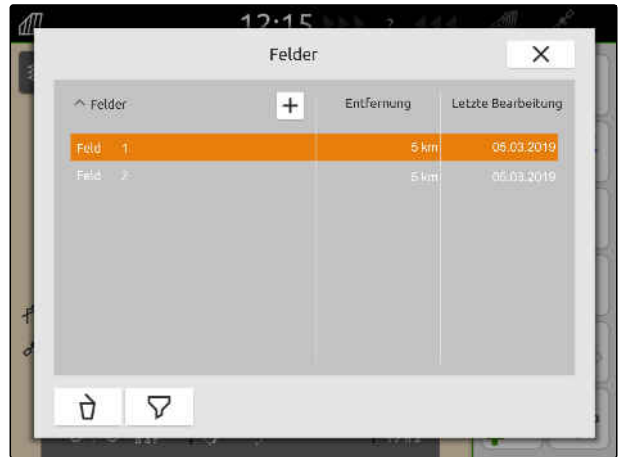 12:15
Felder
^ Felder + Entfernung Letzte Bearbeitung
Feld 1 5 km 05.03.2019
Feld 2 5 km 05.03.2019